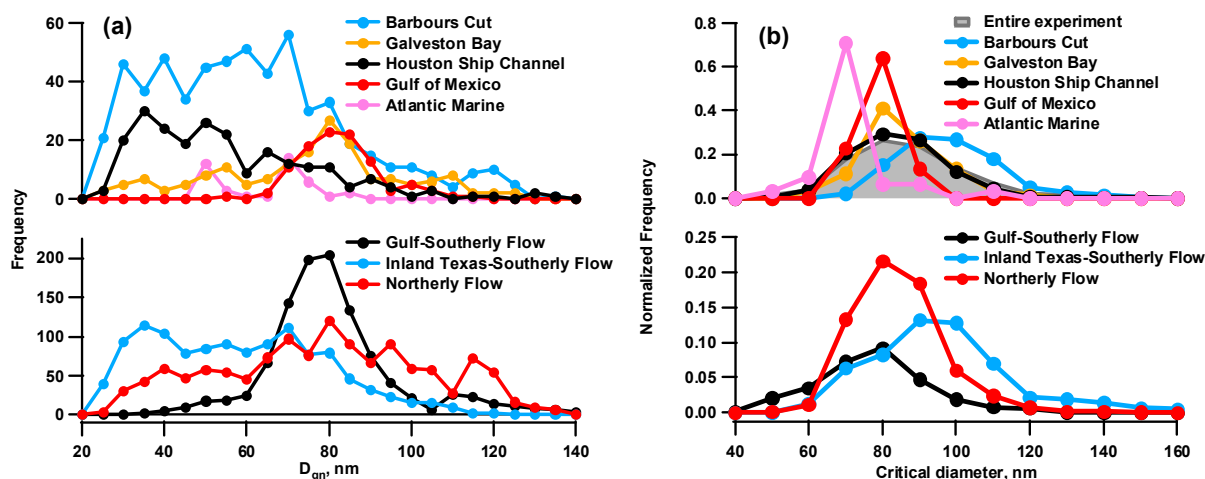 (a)
Barbours Cut
Galveston Bay
Houston Ship Channel
Gulf of Mexico
Atlantic Marine
60
40
20
0
Gulf-Southerly Flow
Inland Texas-Southerly Flow
Northerly Flow
200
150
100
50
0
Frequency
20 40 60 80 100 120 140
Dgn, nm
(b)
Entire experiment
Barbours Cut
Galveston Bay
Houston Ship Channel
Gulf of Mexico
Atlantic Marine
0.8
0.6
0.4
0.2
0.0
Gulf-Southerly Flow
Inland Texas-Southerly Flow
Northerly Flow
0.25
0.20
0.15
0.10
0.05
0.00
Normalized Frequency
40 60 80 100 120 140 160
Critical diameter, nm